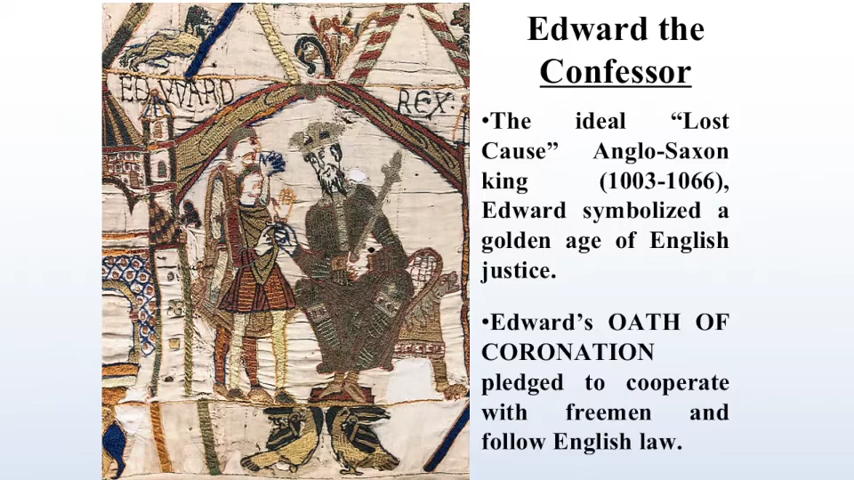 Edward the
Confessor
EDVVARD
REX:
•The ideal “Lost
Cause” Anglo-Saxon
king (1003-1066),
Edward symbolized a
golden age of English
justice.
•Edward’s OATH OF
CORONATION
pledged to cooperate
with freemen and
follow English law.